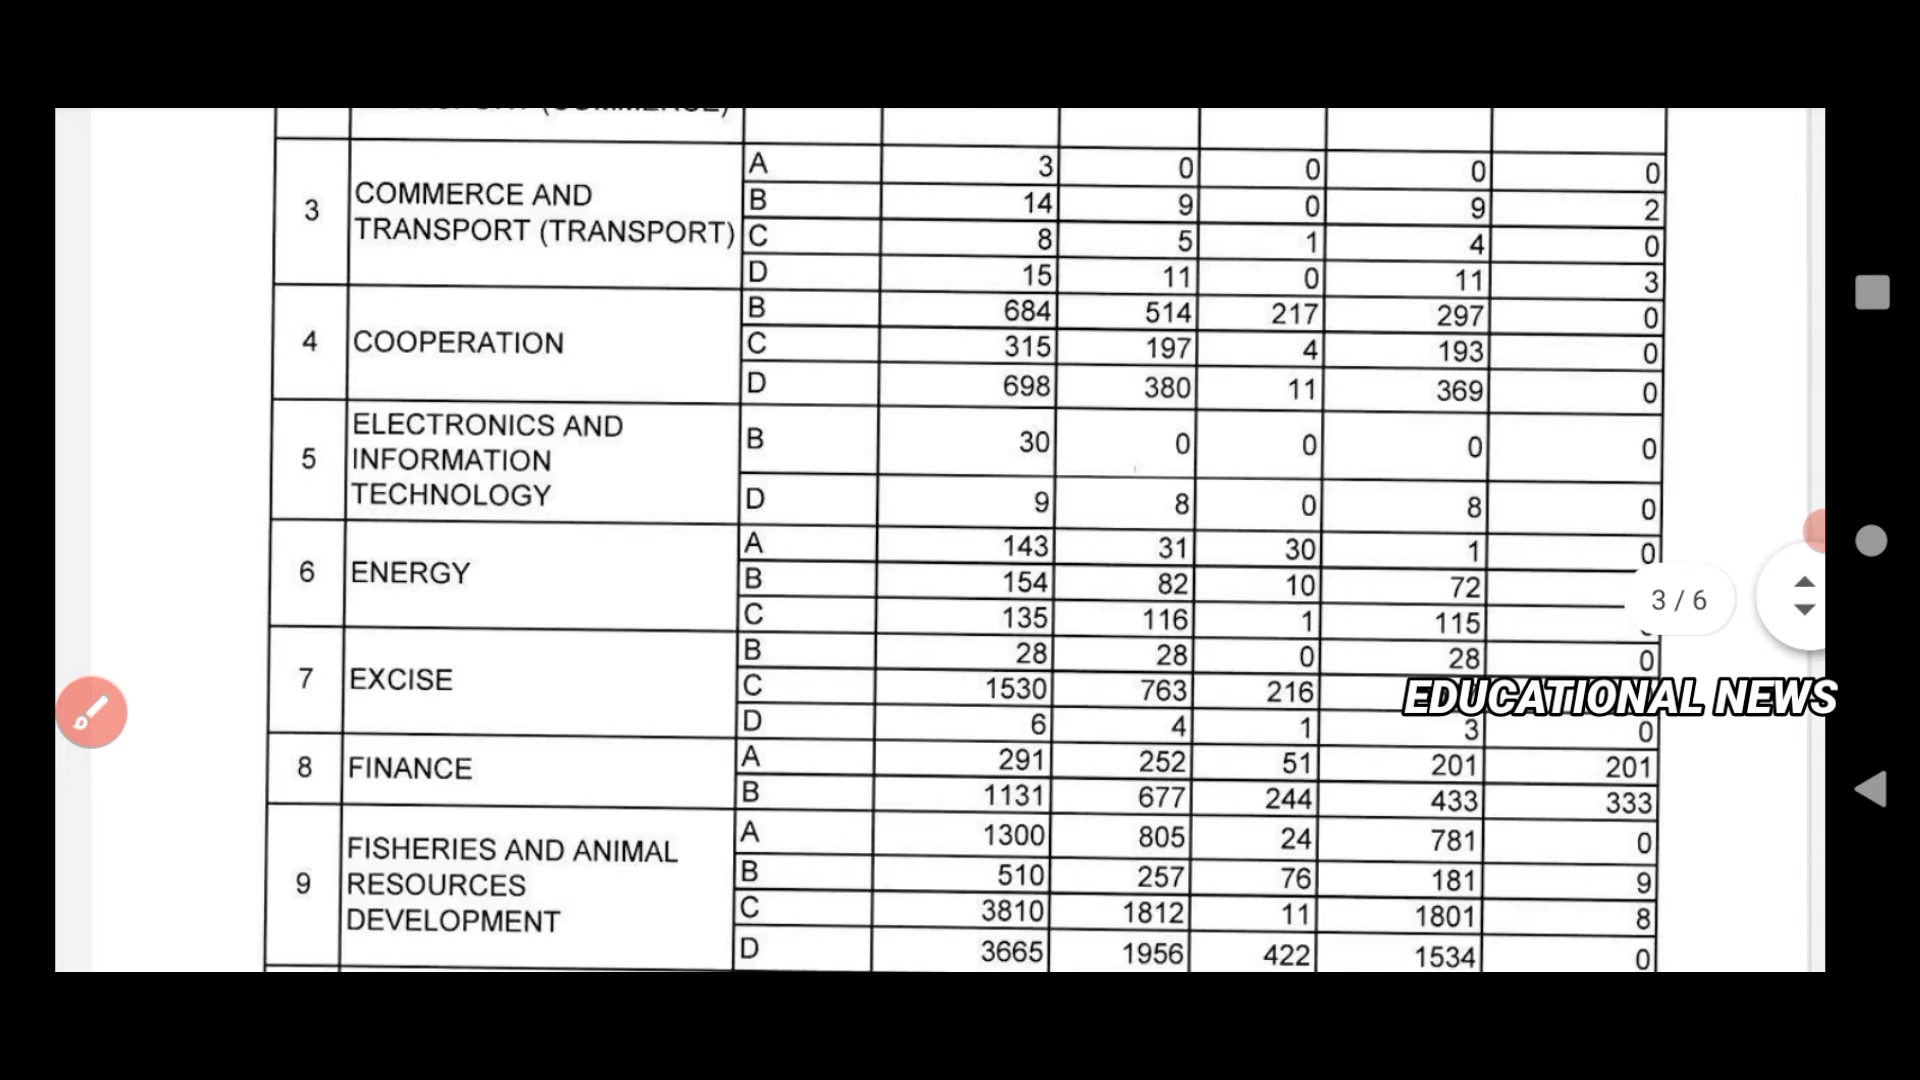 A 3 0 0 0 0
3 COMMERCE AND
TRANSPORT (TRANSPORT)
B 14 9 0 9 2
C 8 5 1 4 0
D 15 11 0 11 3
4 COOPERATION
B 684 514 217 297 0
C 315 197 4 193 0
D 698 380 11 369 0
5 ELECTRONICS AND
INFORMATION
TECHNOLOGY
B 30 0 0 0 0
D 9 8 0 8 0
6 ENERGY
A 143 31 30 1 0
B 154 82 10 72
C 135 116 1 115
3 / 6
7 EXCISE
B 28 28 0 28 0
C 1530 763 216
EDUCATIONAL NEWS
D 6 4 1 3 0
8 FINANCE
A 291 252 51 201 201
B 1131 677 244 433 333
9 FISHERIES AND ANIMAL
RESOURCES
DEVELOPMENT
A 1300 805 24 781 0
B 510 257 76 181 9
C 3810 1812 11 1801 8
D 3665 1956 422 1534 0